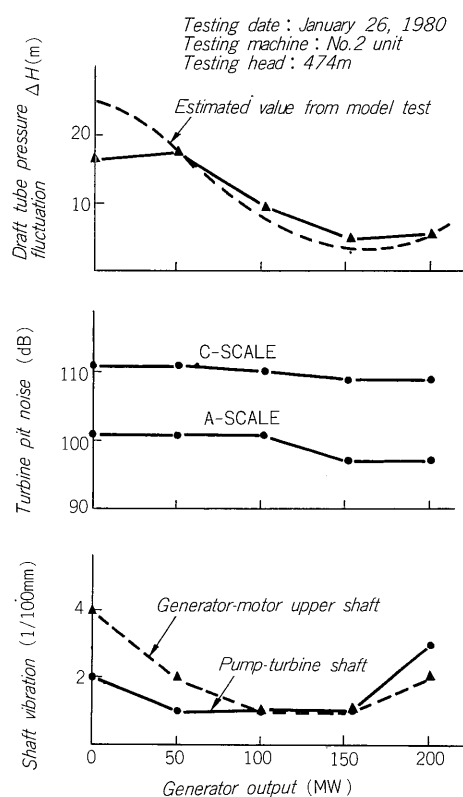 Testing date: January 26, 1980
Testing machine: No.2 unit
Testing head: 474m
Draft tube pressure
fluctuation
ΔH(m)
Estimated value from model test
20
10
Turbine pit noise (dB)
C-SCALE
110
A-SCALE
100
90
Shaft vibration (1/100mm)
4
Generator-motor upper shaft
2
Pump-turbine shaft
0 50 100 150 200
Generator output (MW)